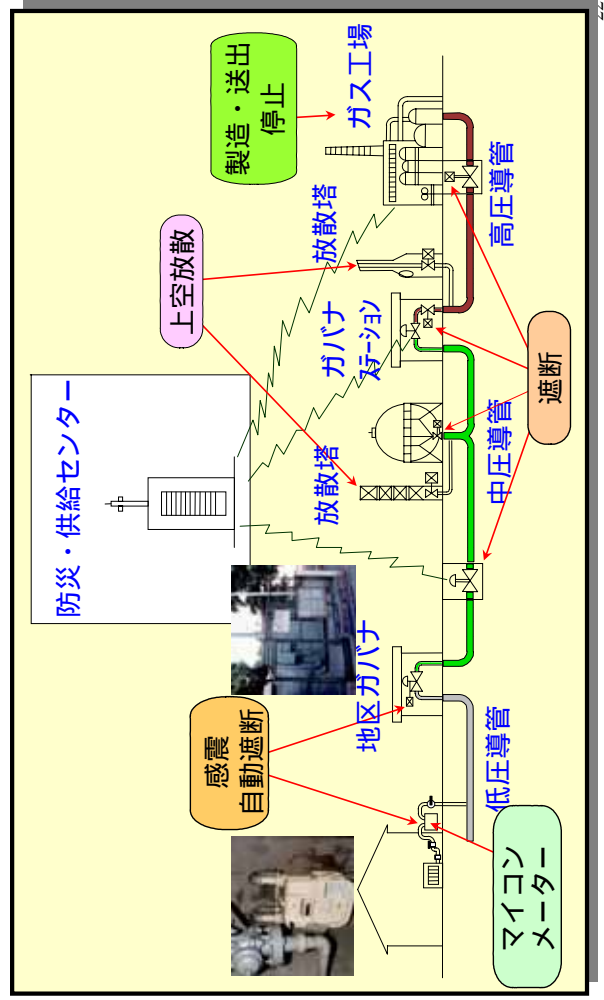 防災・供給センター
製造・送出
停止
上空放散
感震
自動遮断
ガス工場
放散塔
ガバナ
ステーション
放散塔
地区ガバナ
高圧導管
中圧導管
低圧導管
遮断
マイコン
メーター
22